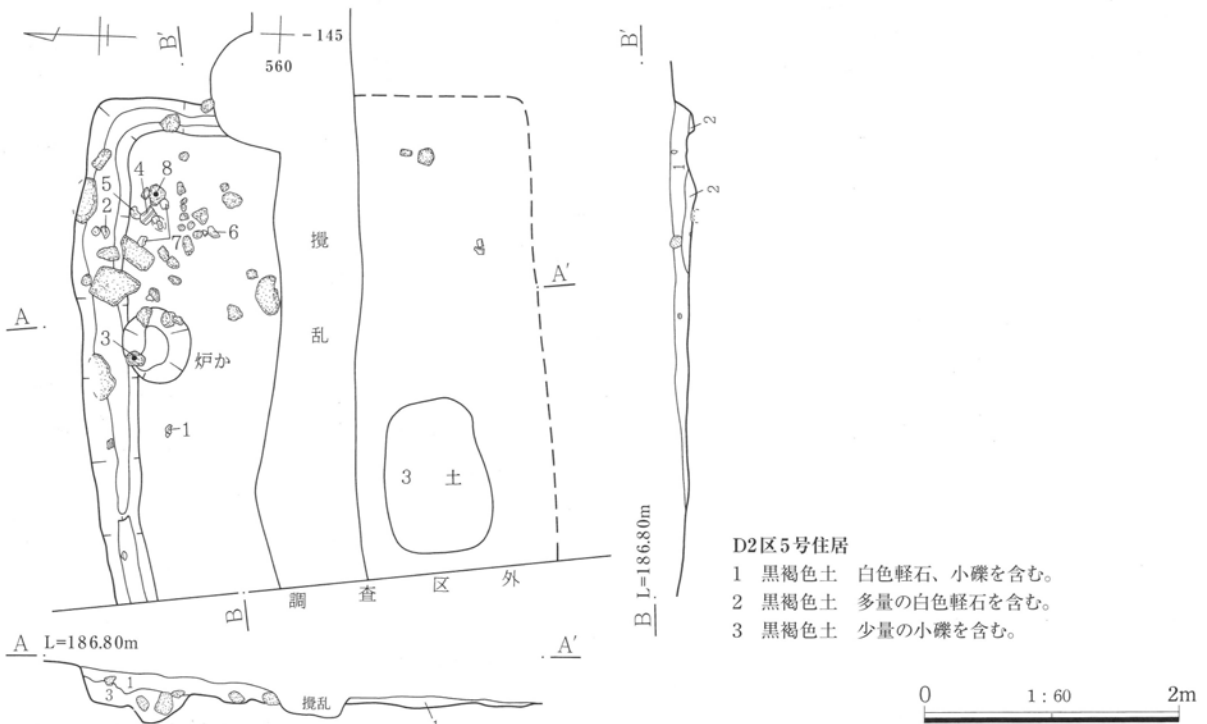 B'
-145
560
B'
2
1
2
4
8
5
2
7
6
攪
乱
A'
A
3
炉か
1
3 土
調査区外
B
B L=186.80m
D2区5号住居
1 黒褐色土 白色軽石、小礫を含む。
2 黒褐色土 多量の白色軽石を含む。
3 黒褐色土 少量の小礫を含む。
A L=186.80m
A'
1
3
攪乱
1
0 1:60 2m